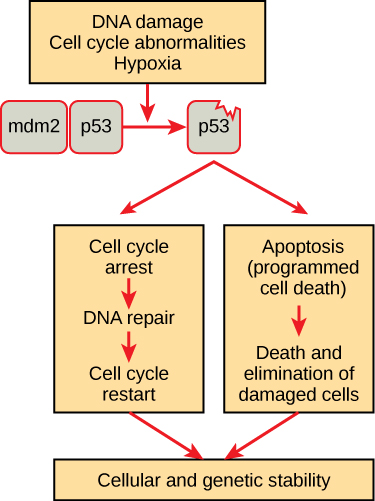 DNA damage
Cell cycle abnormalities
Hypoxia
mdm2 p53 p53
Cell cycle
arrest
DNA repair
Cell cycle
restart
Apoptosis
(programmed
cell death)
Death and
elimination of
damaged cells
Cellular and genetic stability